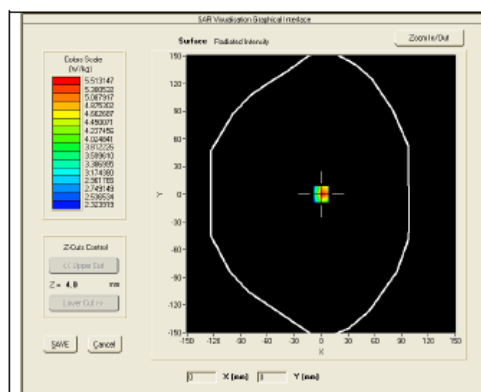 SAR Visualisation Graphical Interface
Surface Radiated Intensity
Zoom In/Out
Colors Scale
(W/kg)
5.513147
5.300532
5.087917
4.875302
4.662687
4.450071
4.237456
4.024841
3.812226
3.599610
3.386995
3.174380
2.961765
2.749149
2.536534
2.323919
150
120
90
60
30
0
-30
-60
-90
-120
-150
Y
-150 -120 -90 -60 -30 0 30 60 90 120 150
X
Z-Cuts Control
<< Upper Cut
Z = 4.0 mm
Lower Cut >>
SAVE Cancel
0 X (mm) 0 Y (mm)